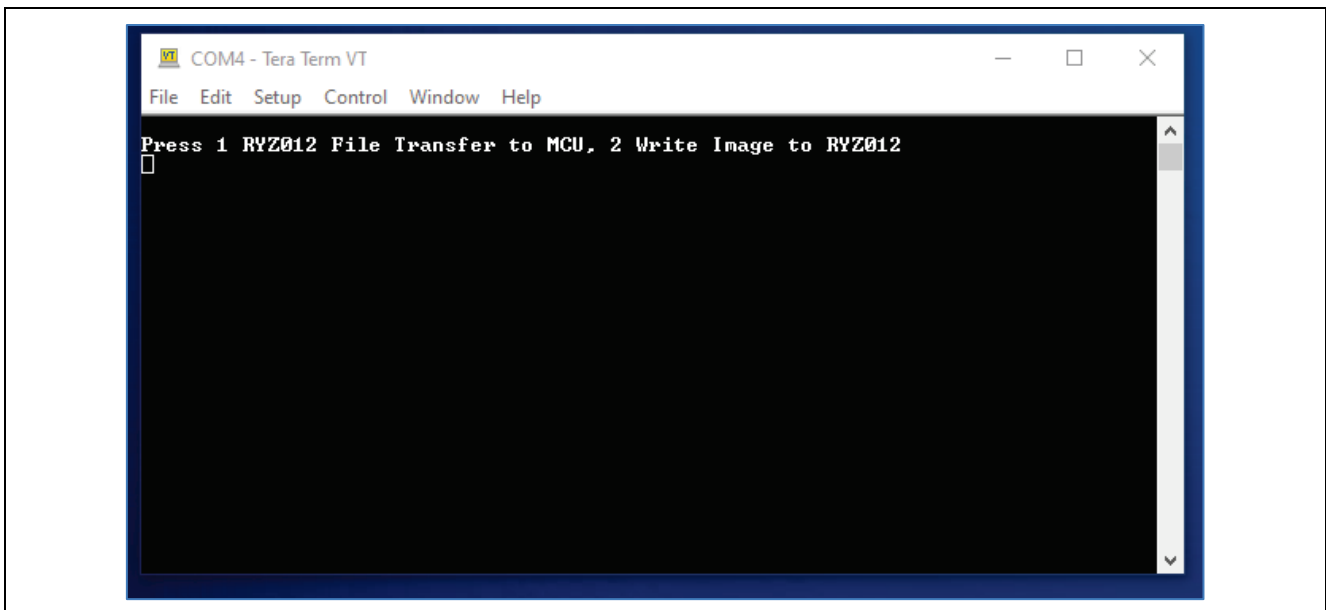 COM4 - Tera Term VT
File Edit Setup Control Window Help
Press 1 RYZ012 File Transfer to MCU, 2 Write Image to RYZ012